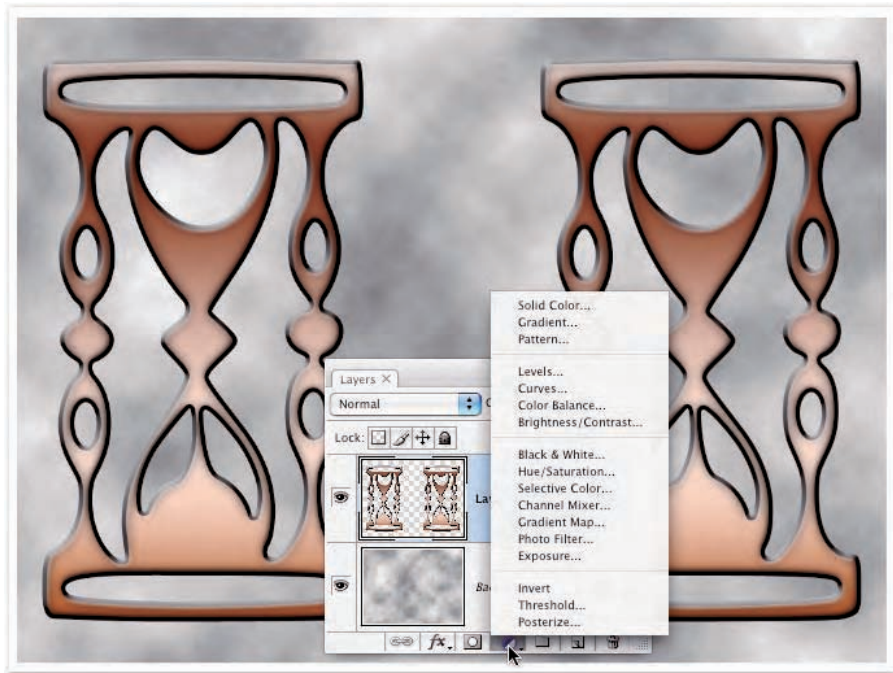 Solid Color...
Gradient...
Pattern...
Levels...
Curves...
Color Balance...
Brightness/Contrast...
Black & White...
Hue/Saturation...
Selective Color...
Channel Mixer...
Gradient Map...
Photo Filter...
Exposure...
Invert
Threshold...
Posterize...
Layers
Normal
Lock:
fx